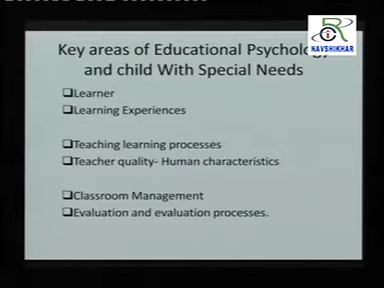 NAVSHIKHAR
Key areas of Educational Psychology
and child With Special Needs
Learner
Learning Experiences
Teaching learning processes
Teacher quality- Human characteristics
Classroom Management
Evaluation and evaluation processes.